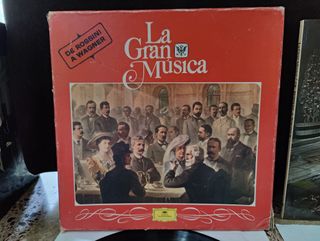 DE ROSSINI
A WAGNER
La
Gran
Música